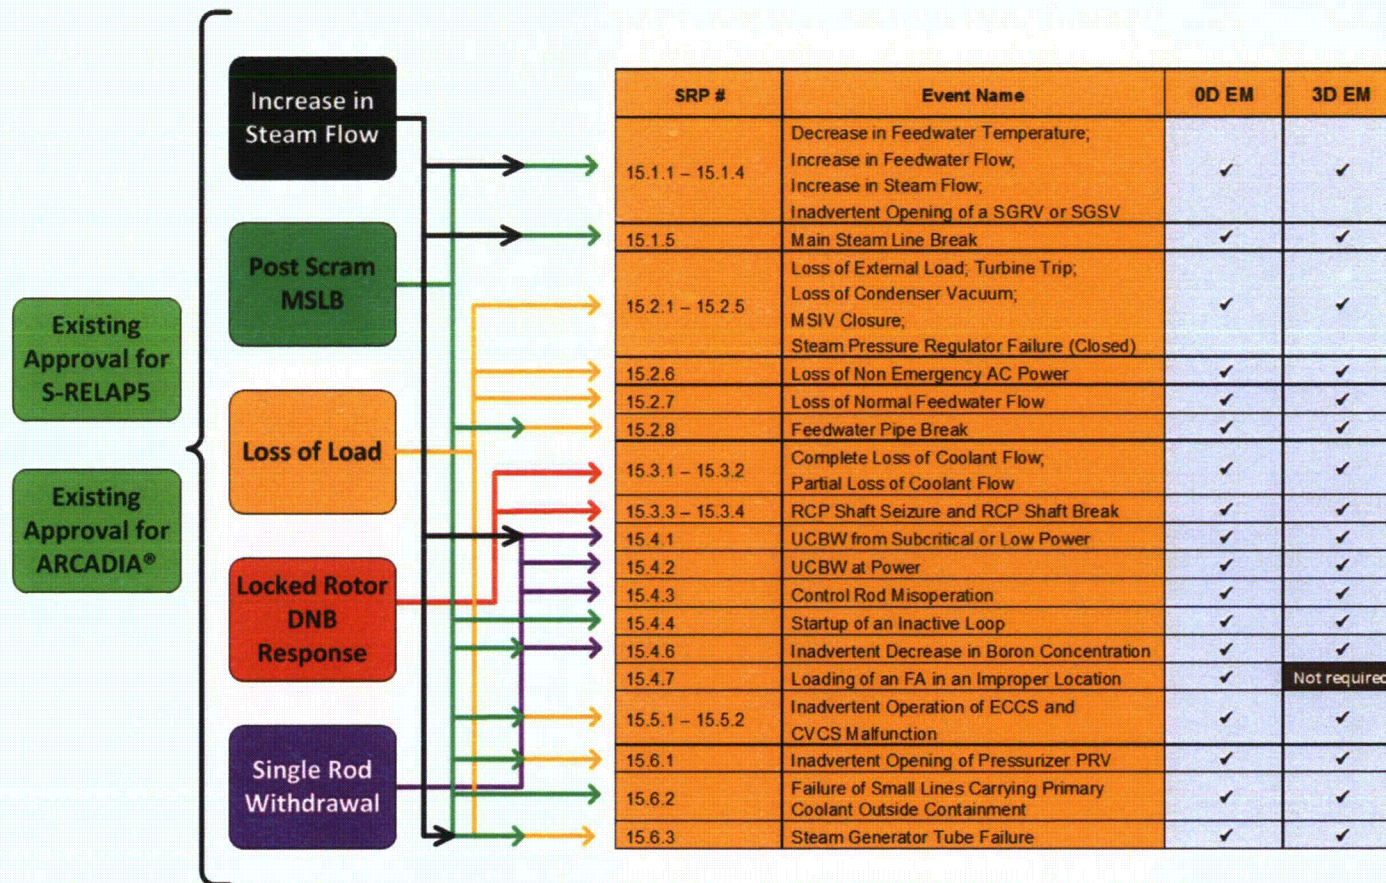 Existing
Approval for
S-RELAP5
Existing
Approval for
ARCADIA®
Increase in
Steam Flow
Post Scram
MSLB
Loss of Load
Locked Rotor
DNB
Response
Single Rod
Withdrawal
SRP # Event Name 0D EM 3D EM
15.1.1 – 15.1.4
Decrease in Feedwater Temperature;
Increase in Feedwater Flow;
Increase in Steam Flow;
Inadvertent Opening of a SGRV or SGSV
✔ ✔
15.1.5 Main Steam Line Break ✔ ✔
15.2.1 – 15.2.5
Loss of External Load; Turbine Trip;
Loss of Condenser Vacuum;
MSIV Closure;
Steam Pressure Regulator Failure (Closed)
✔ ✔
15.2.6 Loss of Non Emergency AC Power ✔ ✔
15.2.7 Loss of Normal Feedwater Flow ✔ ✔
15.2.8 Feedwater Pipe Break ✔ ✔
15.3.1 – 15.3.2
Complete Loss of Coolant Flow;
Partial Loss of Coolant Flow
✔ ✔
15.3.3 – 15.3.4 RCP Shaft Seizure and RCP Shaft Break ✔ ✔
15.4.1 UCBW from Subcritical or Low Power ✔ ✔
15.4.2 UCBW at Power ✔ ✔
15.4.3 Control Rod Misoperation ✔ ✔
15.4.4 Startup of an Inactive Loop ✔ ✔
15.4.6 Inadvertent Decrease in Boron Concentration ✔ ✔
15.4.7 Loading of an FA in an Improper Location ✔ Not required
15.5.1 – 15.5.2
Inadvertent Operation of ECCS and
CVCS Malfunction
✔ ✔
15.6.1 Inadvertent Opening of Pressurizer PRV ✔ ✔
15.6.2
Failure of Small Lines Carrying Primary
Coolant Outside Containment
✔ ✔
15.6.3 Steam Generator Tube Failure ✔ ✔